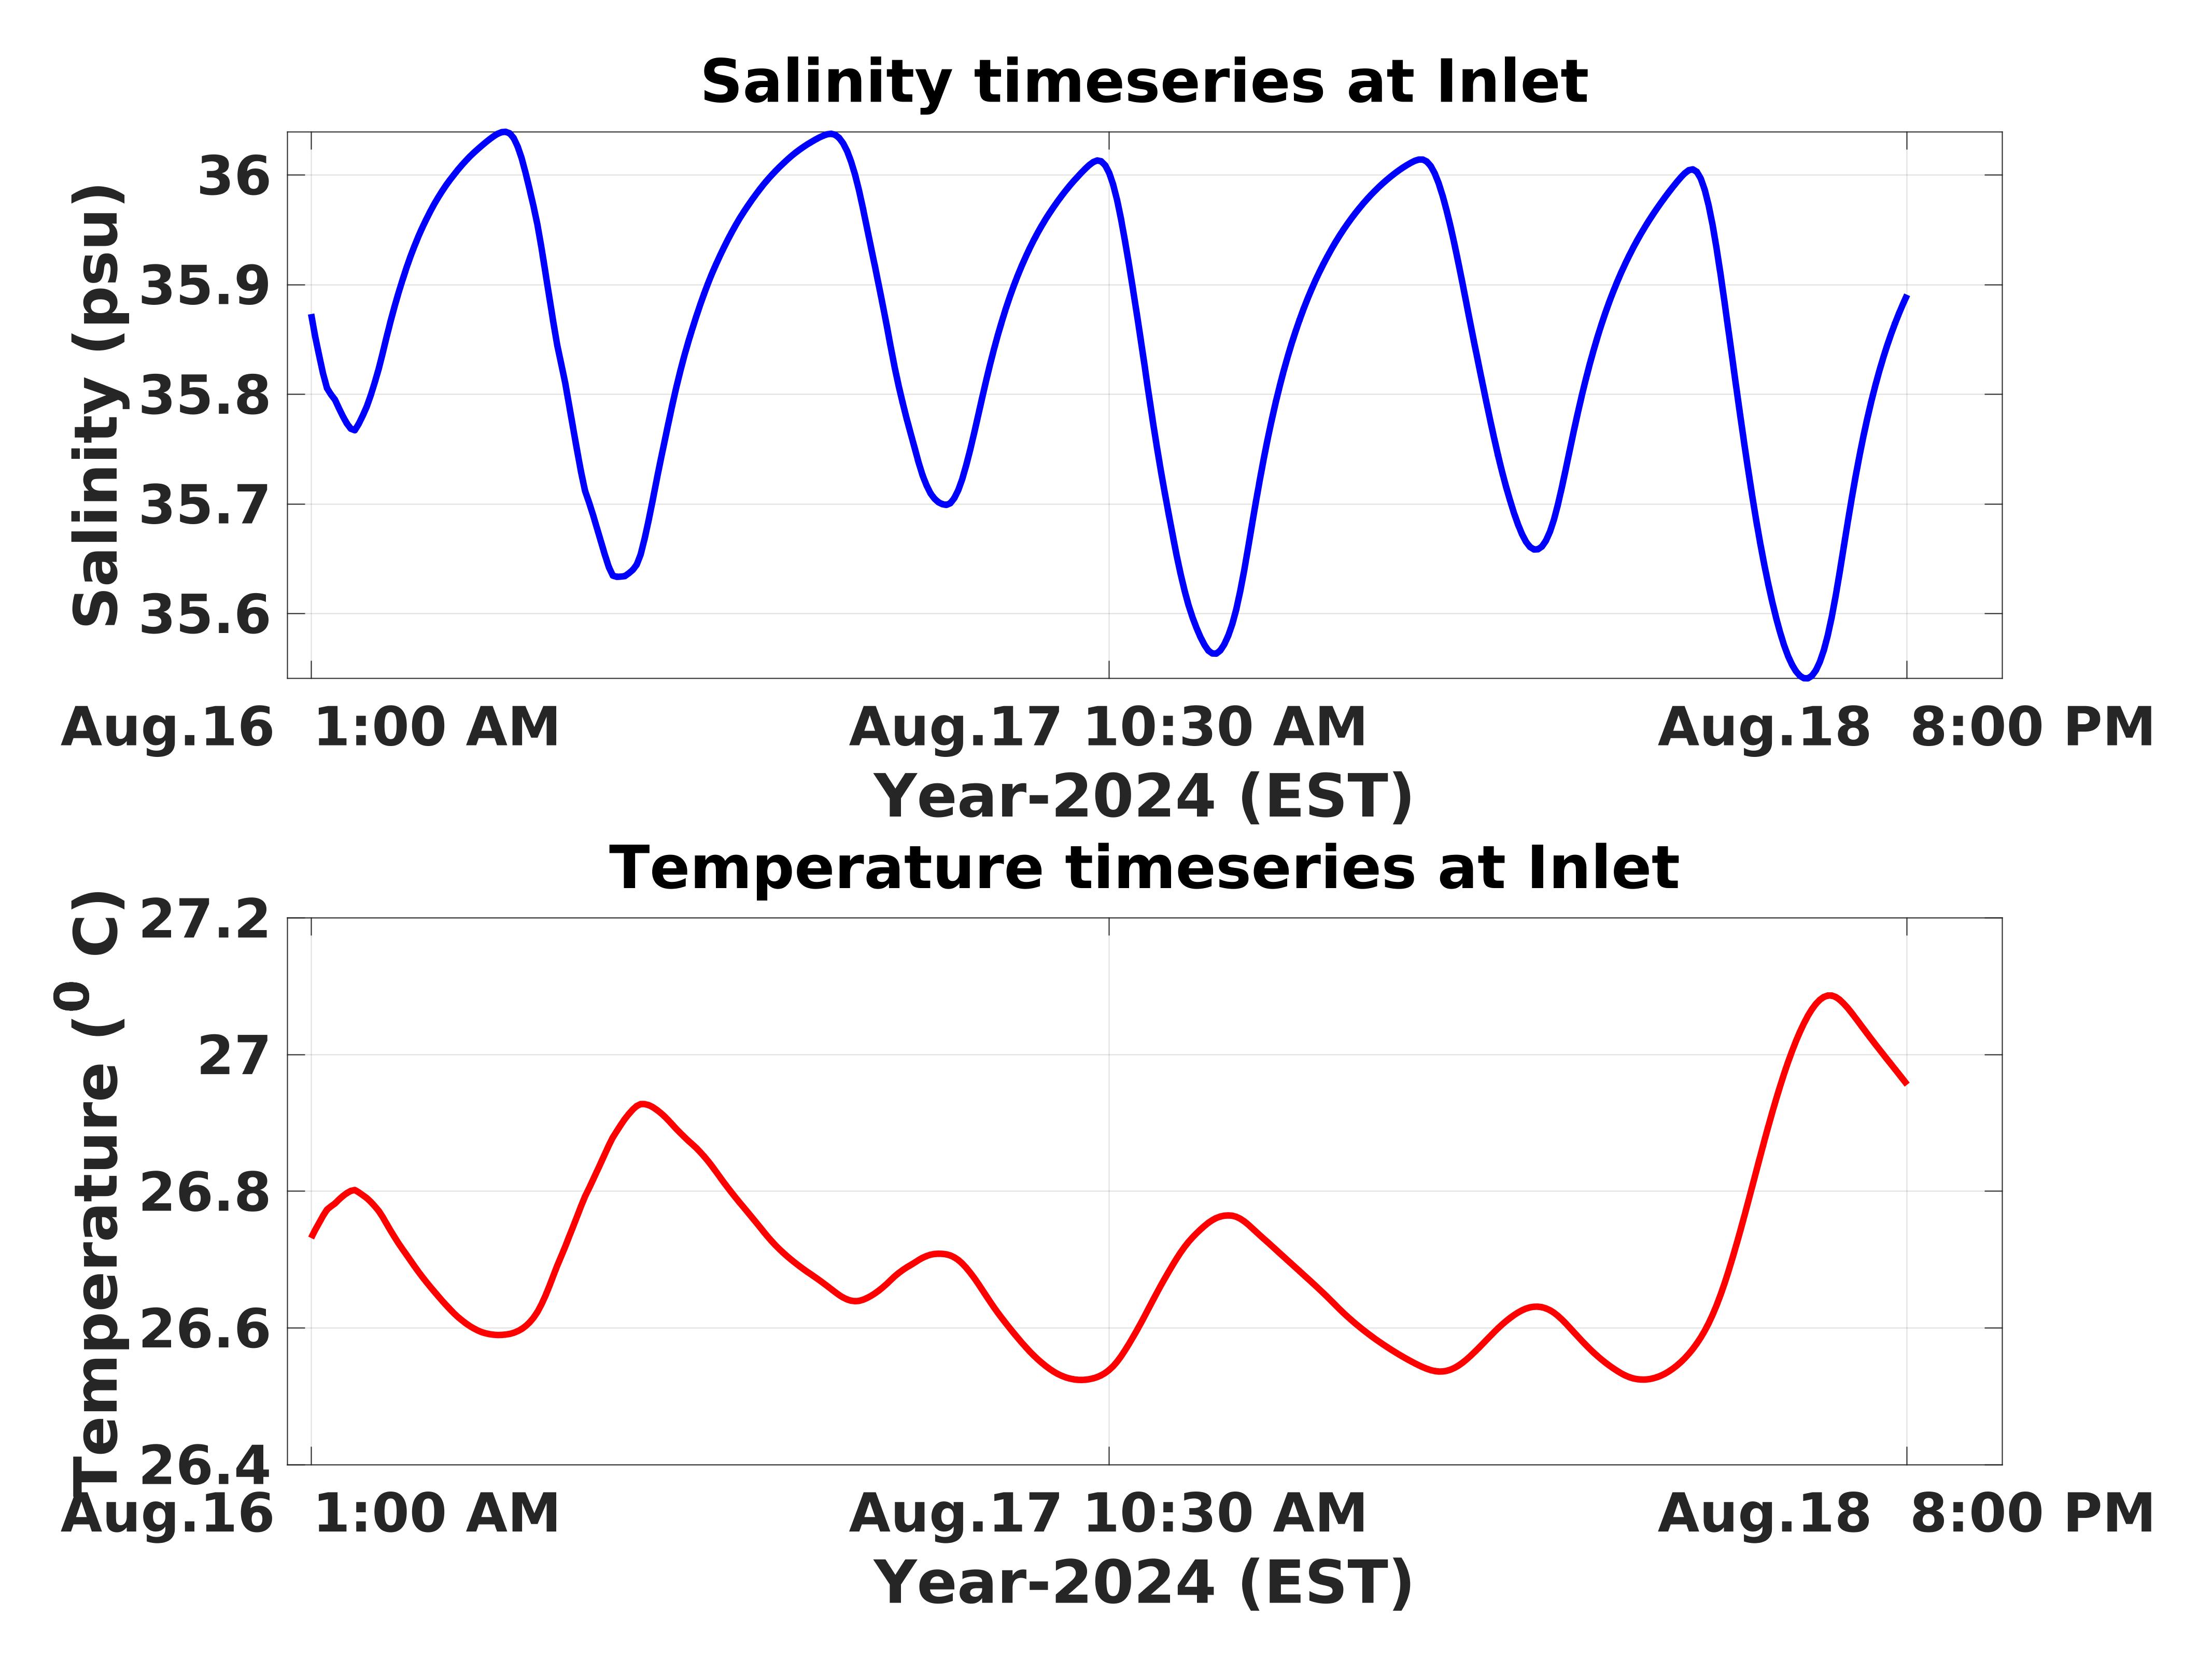 Salinity timeseries at Inlet
Salinity (psu)
36
35.9
35.8
35.7
35.6
Aug.16  1:00 AM
Aug.17 10:30 AM
Aug.18  8:00 PM
Year-2024 (EST)
Temperature timeseries at Inlet
Temperature (⁰ C)
27.2
27
26.8
26.6
26.4
Aug.16  1:00 AM
Aug.17 10:30 AM
Aug.18  8:00 PM
Year-2024 (EST)